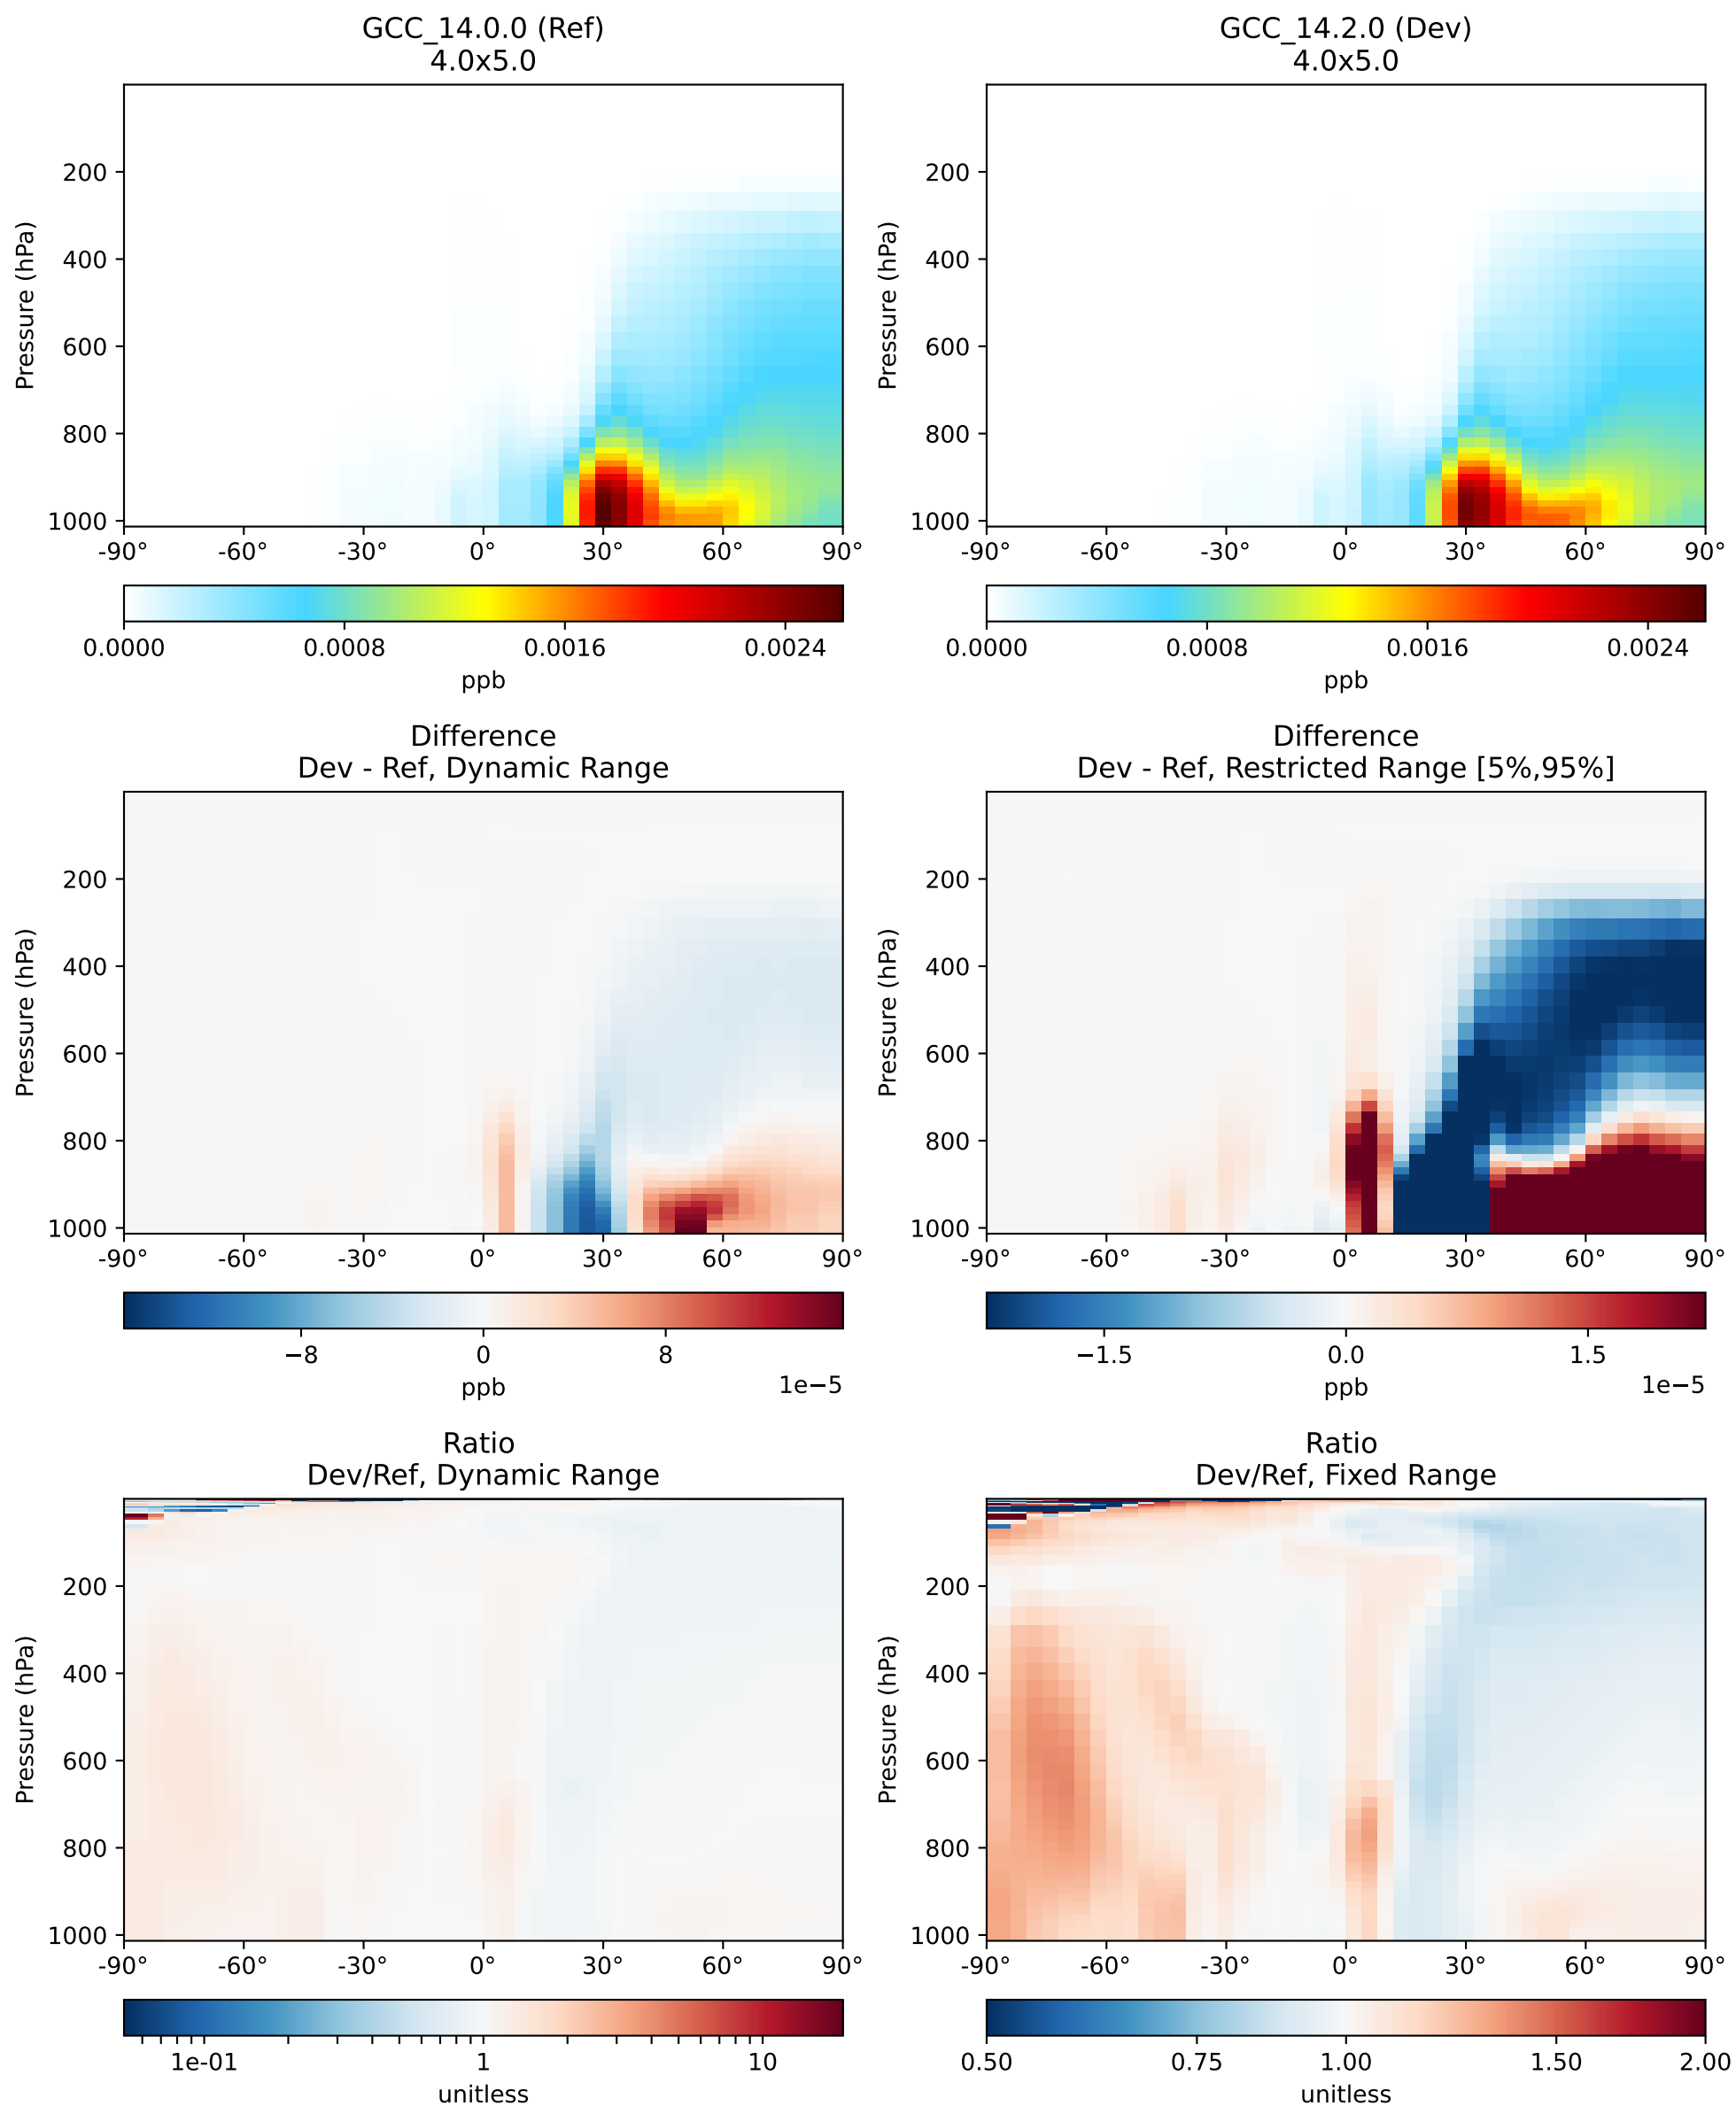 GCC_14.0.0 (Ref)
4.0x5.0
Pressure (hPa)
200
400
600
800
1000
-90° -60° -30° 0° 30° 60° 90°
0.0000 0.0008 0.0016 0.0024
ppb
GCC_14.2.0 (Dev)
4.0x5.0
Pressure (hPa)
200
400
600
800
1000
-90° -60° -30° 0° 30° 60° 90°
0.0000 0.0008 0.0016 0.0024
ppb
Difference
Dev - Ref, Dynamic Range
Pressure (hPa)
200
400
600
800
1000
-90° -60° -30° 0° 30° 60° 90°
−8 0 8
1e−5
ppb
Difference
Dev - Ref, Restricted Range [5%,95%]
Pressure (hPa)
200
400
600
800
1000
-90° -60° -30° 0° 30° 60° 90°
−1.5 0.0 1.5
1e−5
ppb
Ratio
Dev/Ref, Dynamic Range
Pressure (hPa)
200
400
600
800
1000
-90° -60° -30° 0° 30° 60° 90°
1e-01 1 10
unitless
Ratio
Dev/Ref, Fixed Range
Pressure (hPa)
200
400
600
800
1000
-90° -60° -30° 0° 30° 60° 90°
0.50 0.75 1.00 1.50 2.00
unitless